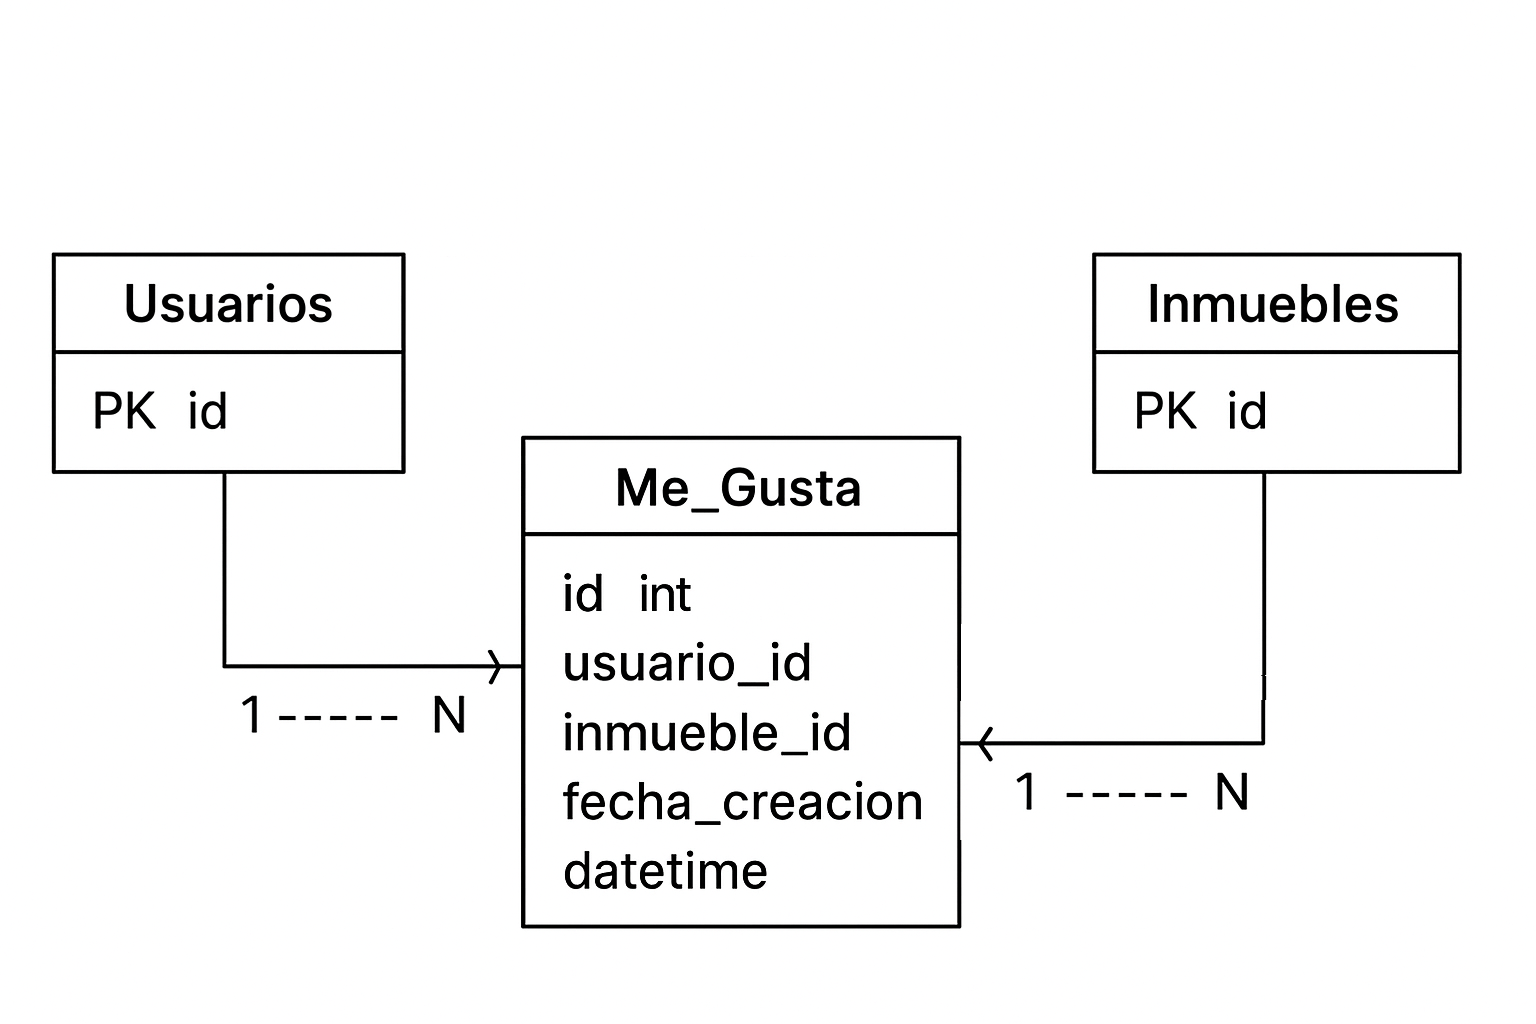 Usuarios
PK id
Inmuebles
PK id
Me_Gusta
id int
usuario_id
inmueble_id
fecha_creacion
datetime
1 ----- N
1 ----- N